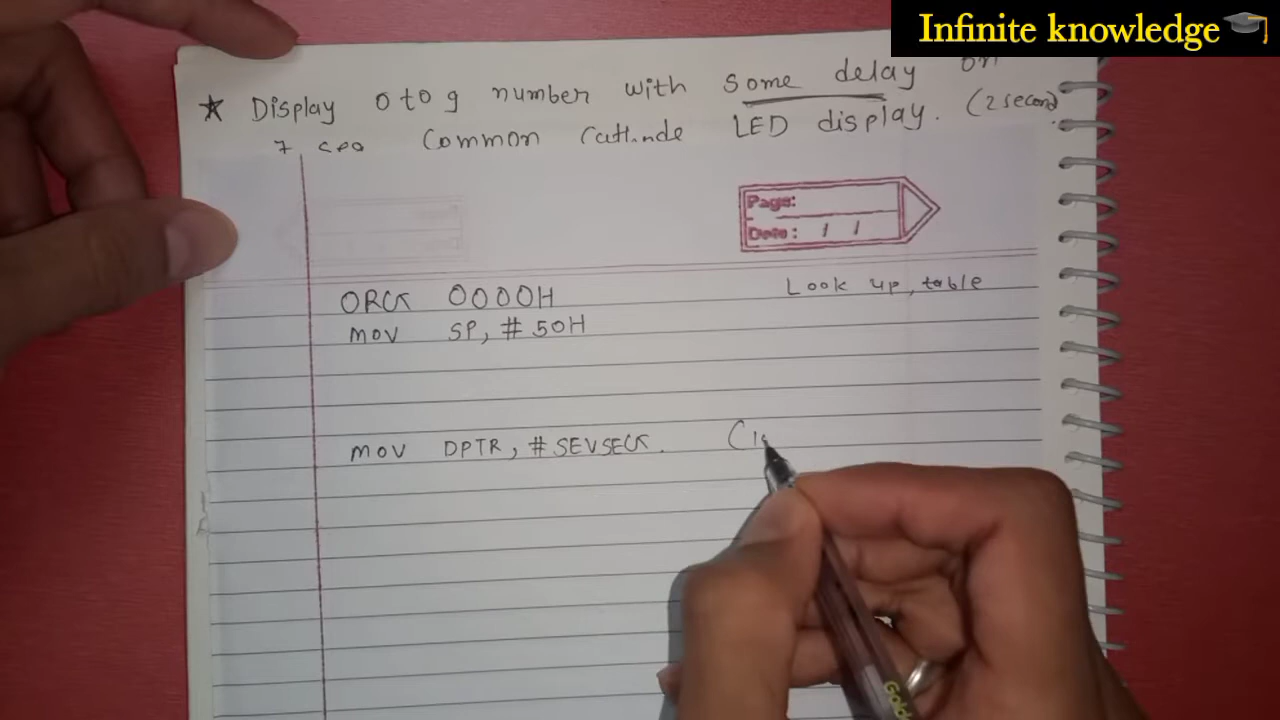 Infinite knowledge
★ Display 0 to 9 number with some delay on
7 seg common cathode LED display. (2 second)
Page:
Date: / /
ORG 0000H Look up, table
MOV SP, #50H
MOV DPTR, #SEVSEG.